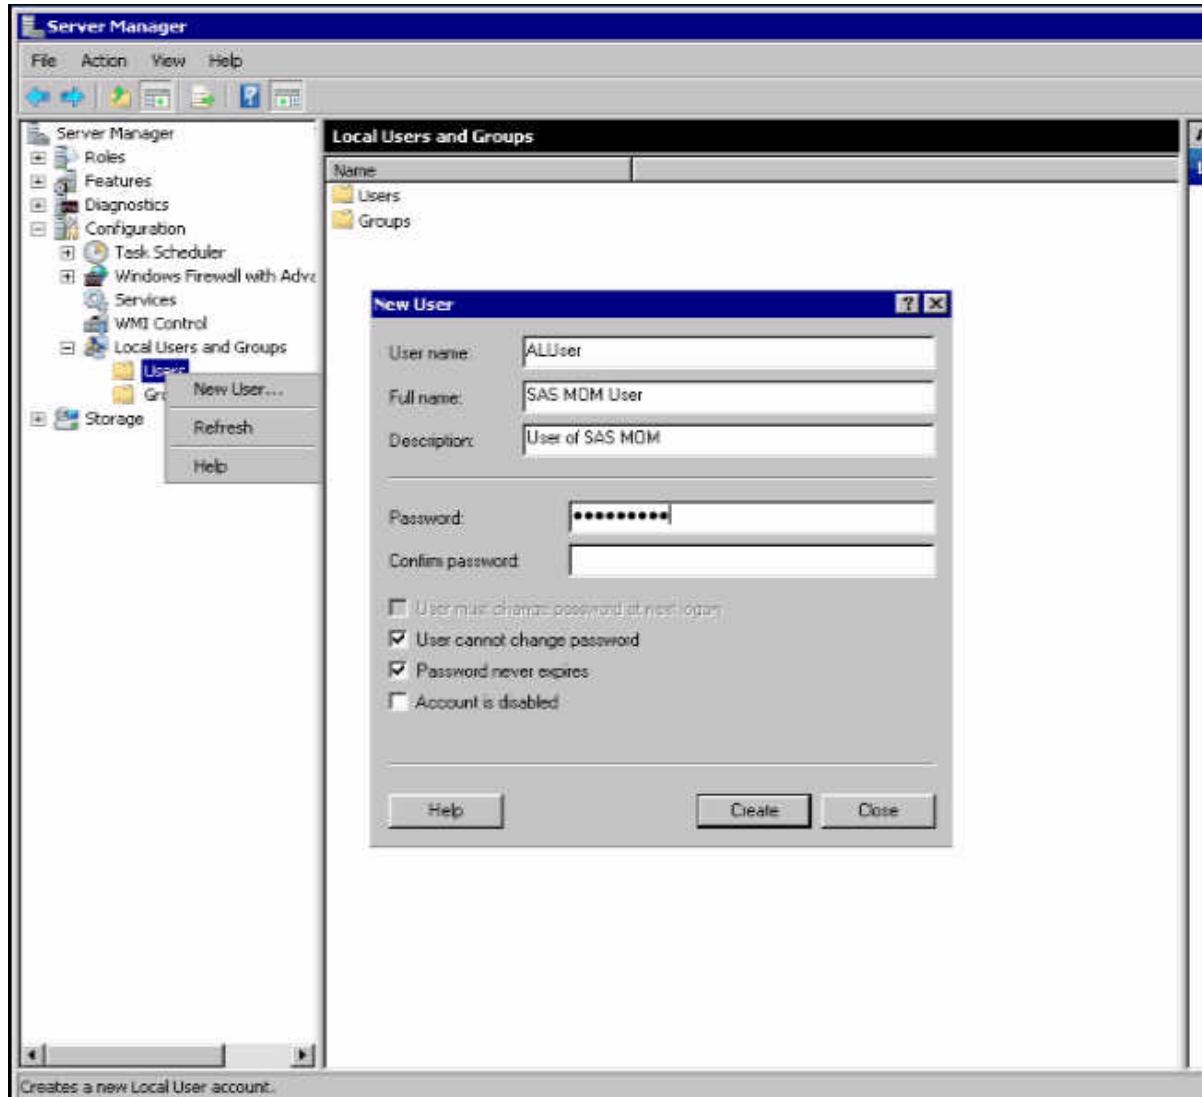 Server Manager
File Action View Help
Server Manager
Roles
Features
Diagnostics
Configuration
Task Scheduler
Windows Firewall with Adva
Services
WMI Control
Local Users and Groups
Users
Gr
Storage
New User...
Refresh
Help
Local Users and Groups
Name
Users
Groups
New User
User name: ALUser
Full name: SAS MOM User
Description: User of SAS MOM
Password: •••••••••
Confirm password:
User must change password at next logon
User cannot change password
Password never expires
Account is disabled
Help Create Close
Creates a new Local User account.